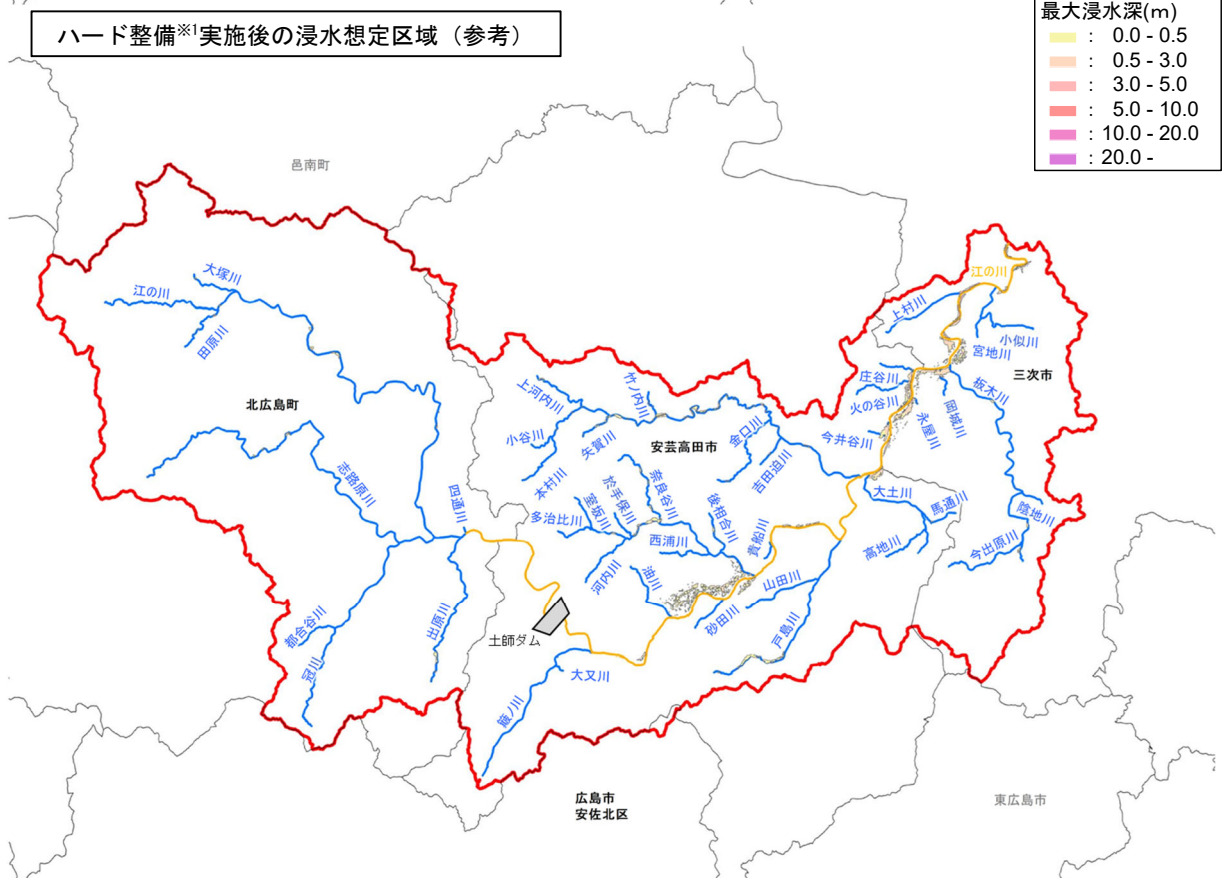 ハード整備※1実施後の浸水想定区域（参考）
最大浸水深(m)
： 0.0 - 0.5
： 0.5 - 3.0
： 3.0 - 5.0
： 5.0 - 10.0
： 10.0 - 20.0
： 20.0 -
邑南町
大塚川
江の川
田原川
北広島町
志路原川
四通川
都合谷川
冠川
出原川
土師ダム
簸ノ川
大又川
上河内川
竹ノ内川
小谷川
矢賀川
本村川
安芸高田市
金口川
吉田迫川
奈良谷川
於手保川
室坂川
多治比川
後相合川
西浦川
貴船川
河内川
油川
山田川
砂田川
戸島川
江の川
上村川
小似川
宮地川
三次市
庄谷川
板木川
火の谷川
岡城川
永屋川
今井谷川
大土川
馬通川
陰地川
高地川
今出原川
広島市
安佐北区
東広島市